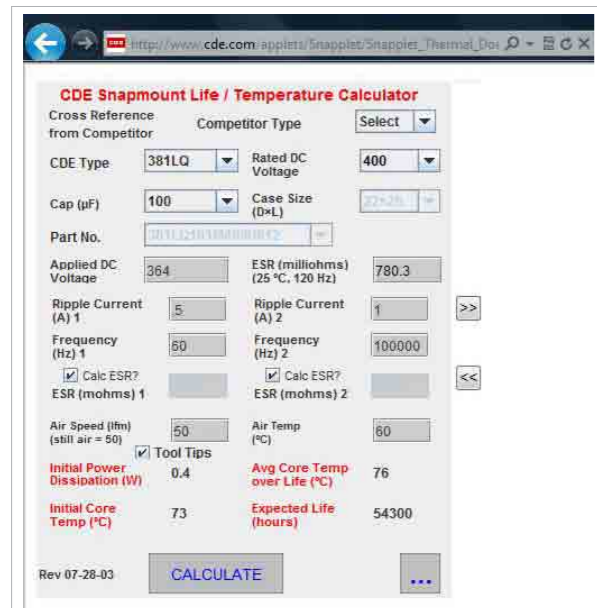 http://www.cde.com/applets/Snapplet/Snapplet_Thermal_Do
CDE Snapmount Life / Temperature Calculator
Cross Reference from Competitor Competitor Type Select
CDE Type 381LQ Rated DC Voltage 400
Cap (µF) 100 Case Size (D×L)
Part No.
Applied DC Voltage 364 ESR (milliohms) (25 ºC, 120 Hz) 780.3
Ripple Current (A) 1 5 Ripple Current (A) 2 1 >>
Frequency (Hz) 1 60 Frequency (Hz) 2 100000
Calc ESR? Calc ESR? <<
ESR (mohms) 1 ESR (mohms) 2
Air Speed (lfm) (still air = 50) 50 Air Temp (ºC) 60
Tool Tips
Initial Power Dissipation (W) 0.4 Avg Core Temp over Life (ºC) 76
Initial Core Temp (ºC) 73 Expected Life (hours) 54300
Rev 07-28-03 CALCULATE ...